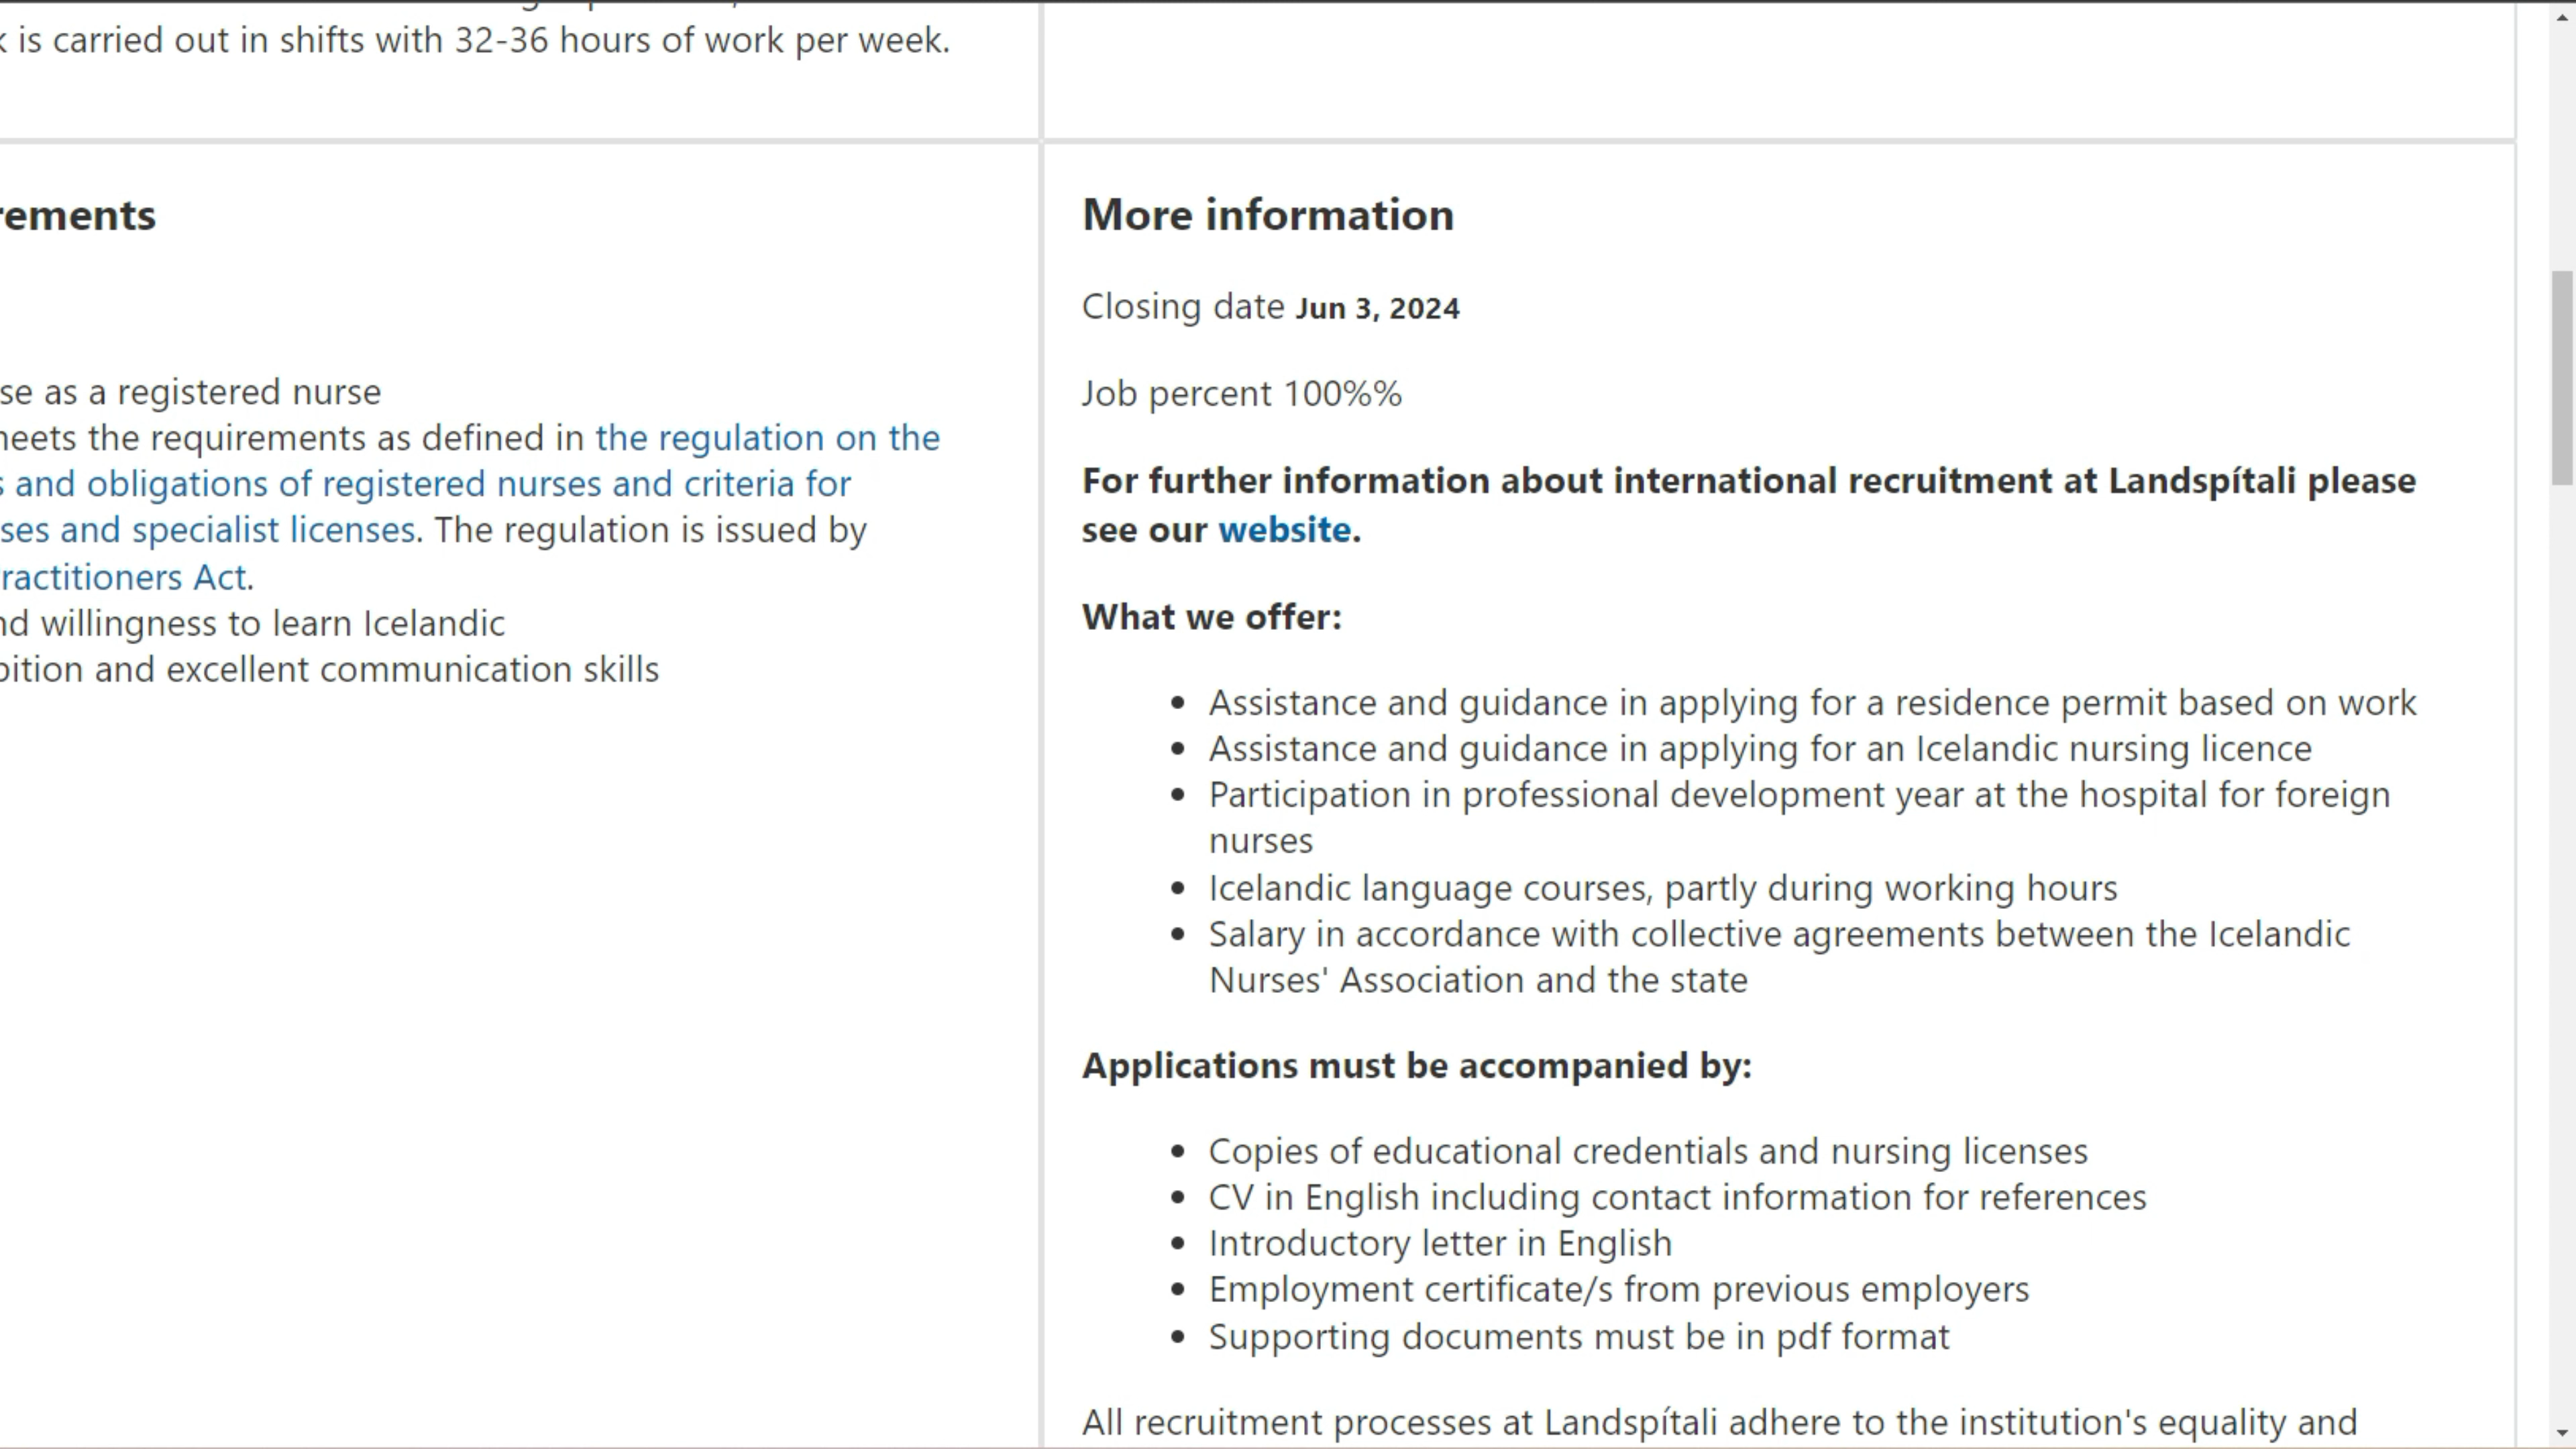 is carried out in shifts with 32-36 hours of work per week.
rements
se as a registered nurse
neets the requirements as defined in the regulation on the
s and obligations of registered nurses and criteria for
ses and specialist licenses. The regulation is issued by
ractitioners Act.
nd willingness to learn Icelandic
bition and excellent communication skills
More information
Closing date Jun 3, 2024
Job percent 100%%
For further information about international recruitment at Landspítali please
see our website.
What we offer:
• Assistance and guidance in applying for a residence permit based on work
• Assistance and guidance in applying for an Icelandic nursing licence
• Participation in professional development year at the hospital for foreign
nurses
• Icelandic language courses, partly during working hours
• Salary in accordance with collective agreements between the Icelandic
Nurses' Association and the state
Applications must be accompanied by:
• Copies of educational credentials and nursing licenses
• CV in English including contact information for references
• Introductory letter in English
• Employment certificate/s from previous employers
• Supporting documents must be in pdf format
All recruitment processes at Landspítali adhere to the institution's equality and